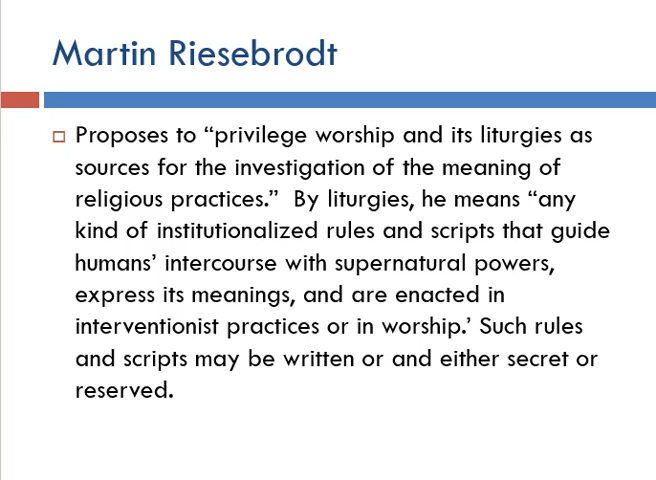 Martin Riesebrodt
Proposes to “privilege worship and its liturgies as
sources for the investigation of the meaning of
religious practices.”  By liturgies, he means “any
kind of institutionalized rules and scripts that guide
humans’ intercourse with supernatural powers,
express its meanings, and are enacted in
interventionist practices or in worship.’ Such rules
and scripts may be written or and either secret or
reserved.